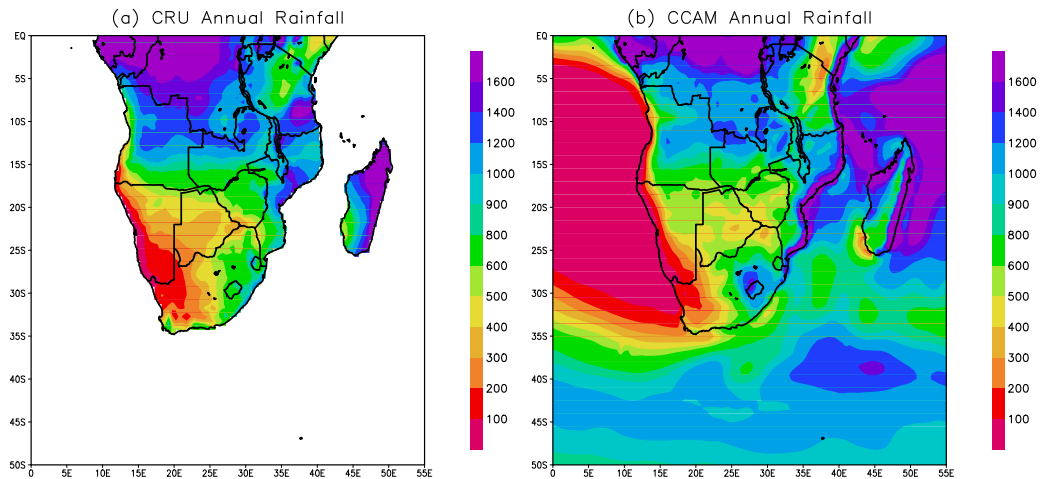 (a) CRU Annual Rainfall
(b) CCAM Annual Rainfall
EQ
5S
10S
15S
20S
25S
30S
35S
40S
45S
50S
0 5E 10E 15E 20E 25E 30E 35E 40E 45E 50E 55E
1600
1400
1200
1000
900
800
600
500
400
300
200
100
EQ
5S
10S
15S
20S
25S
30S
35S
40S
45S
50S
0 5E 10E 15E 20E 25E 30E 35E 40E 45E 50E 55E
1600
1400
1200
1000
900
800
600
500
400
300
200
100